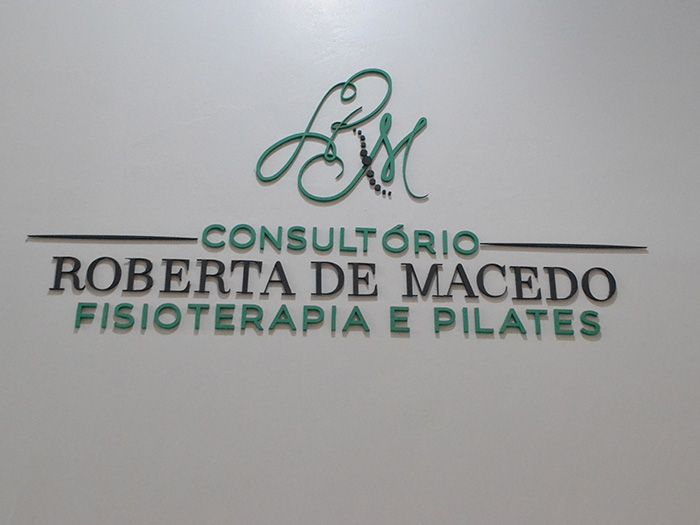 RM
CONSULTÓRIO
ROBERTA DE MACEDO
FISIOTERAPIA E PILATES